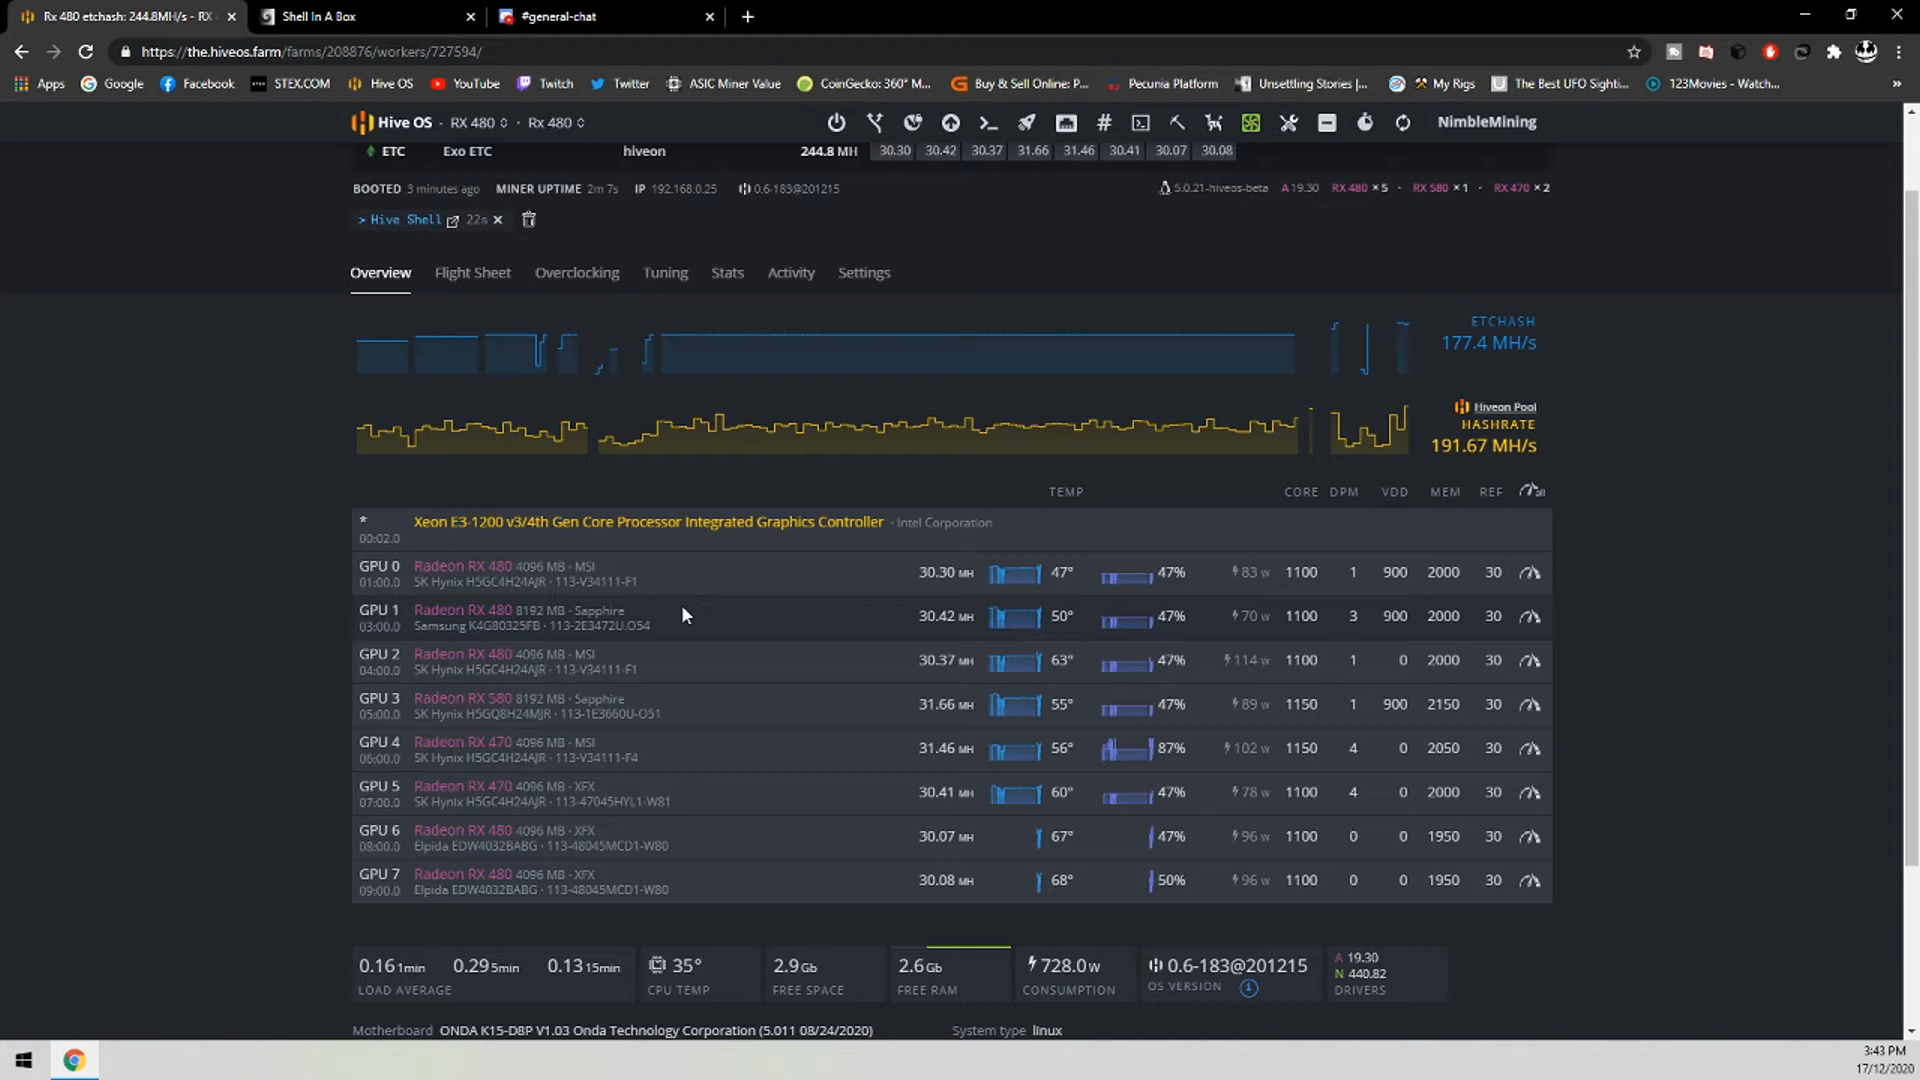 Rx 480 etchash: 244.8MH/s - RX
Shell In A Box
#general-chat
https://the.hiveos.farm/farms/208876/workers/727594/
Apps Google Facebook STEX.COM Hive OS YouTube Twitch Twitter ASIC Miner Value CoinGecko: 360° M... Buy & Sell Online: P... Pecunia Platform Unsettling Stories |... My Rigs The Best UFO Sighti... 123Movies - Watch... »
Hive OS · RX 480 · Rx 480 NimbleMining
ETC Exo ETC hiveon 244.8 MH 30.30 30.42 30.37 31.66 31.46 30.41 30.07 30.08
BOOTED 3 minutes ago MINER UPTIME 2m 7s IP 192.168.0.25 0.6-183@201215 5.0.21-hiveos-beta A 19.30 RX 480 ×5 · RX 580 ×1 · RX 470 ×2
> Hive Shell 22s ×
Overview Flight Sheet Overclocking Tuning Stats Activity Settings
ETCHASH
177.4 MH/s
Hiveon Pool
HASHRATE
191.67 MH/s
TEMP CORE DPM VDD MEM REF all
* Xeon E3-1200 v3/4th Gen Core Processor Integrated Graphics Controller · Intel Corporation
00:02.0
GPU 0 Radeon RX 480 4096 MB · MSI 30.30 MH 47° 47% 83 w 1100 1 900 2000 30
01:00.0 SK Hynix H5GC4H24AJR · 113-V34111-F1
GPU 1 Radeon RX 480 8192 MB · Sapphire 30.42 MH 50° 47% 70 w 1100 3 900 2000 30
03:00.0 Samsung K4G80325FB · 113-2E3472U.O54
GPU 2 Radeon RX 480 4096 MB · MSI 30.37 MH 63° 47% 114 w 1100 1 0 2000 30
04:00.0 SK Hynix H5GC4H24AJR · 113-V34111-F1
GPU 3 Radeon RX 580 8192 MB · Sapphire 31.66 MH 55° 47% 89 w 1150 1 900 2150 30
05:00.0 SK Hynix H5GQ8H24MJR · 113-1E3660U-O51
GPU 4 Radeon RX 470 4096 MB · MSI 31.46 MH 56° 87% 102 w 1150 4 0 2050 30
06:00.0 SK Hynix H5GC4H24AJR · 113-V34111-F4
GPU 5 Radeon RX 470 4096 MB · XFX 30.41 MH 60° 47% 78 w 1100 4 0 2000 30
07:00.0 SK Hynix H5GC4H24AJR · 113-47045HYL1-W81
GPU 6 Radeon RX 480 4096 MB · XFX 30.07 MH 67° 47% 96 w 1100 0 0 1950 30
08:00.0 Elpida EDW4032BABG · 113-48045MCD1-W80
GPU 7 Radeon RX 480 4096 MB · XFX 30.08 MH 68° 50% 96 w 1100 0 0 1950 30
09:00.0 Elpida EDW4032BABG · 113-48045MCD1-W80
0.16 1min 0.29 5min 0.13 15min 35° 2.9 Gb 2.6 Gb 728.0 w 0.6-183@201215 A 19.30
N 440.82
LOAD AVERAGE CPU TEMP FREE SPACE FREE RAM CONSUMPTION OS VERSION DRIVERS
Motherboard ONDA K15-D8P V1.03 Onda Technology Corporation (5.011 08/24/2020) System type linux
3:43 PM
17/12/2020